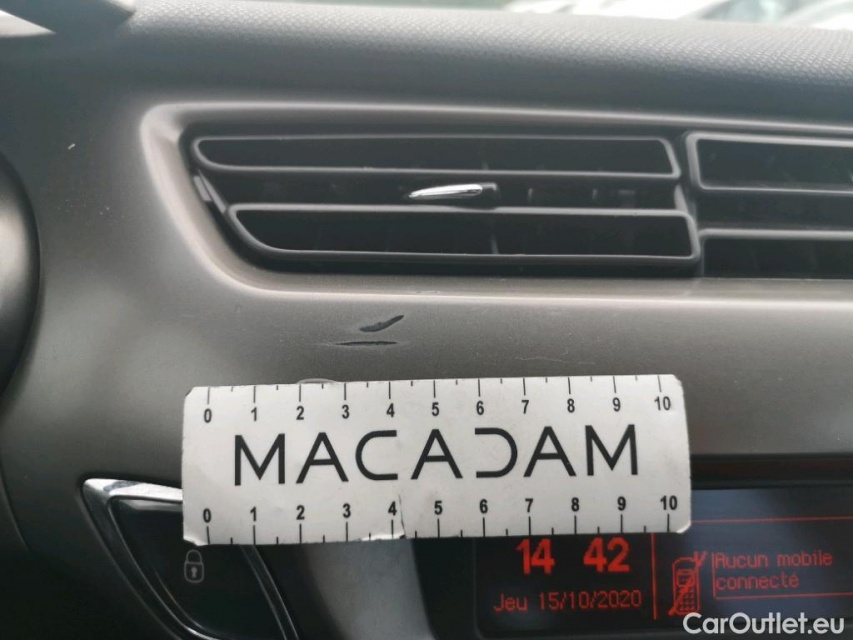 0 1 2 3 4 5 6 7 8 9 10
MACADAM
0 1 2 3 4 5 6 7 8 9 10
14 42
Jeu 15/10/2020
Aucun mobile
connecté
CarOutlet.eu